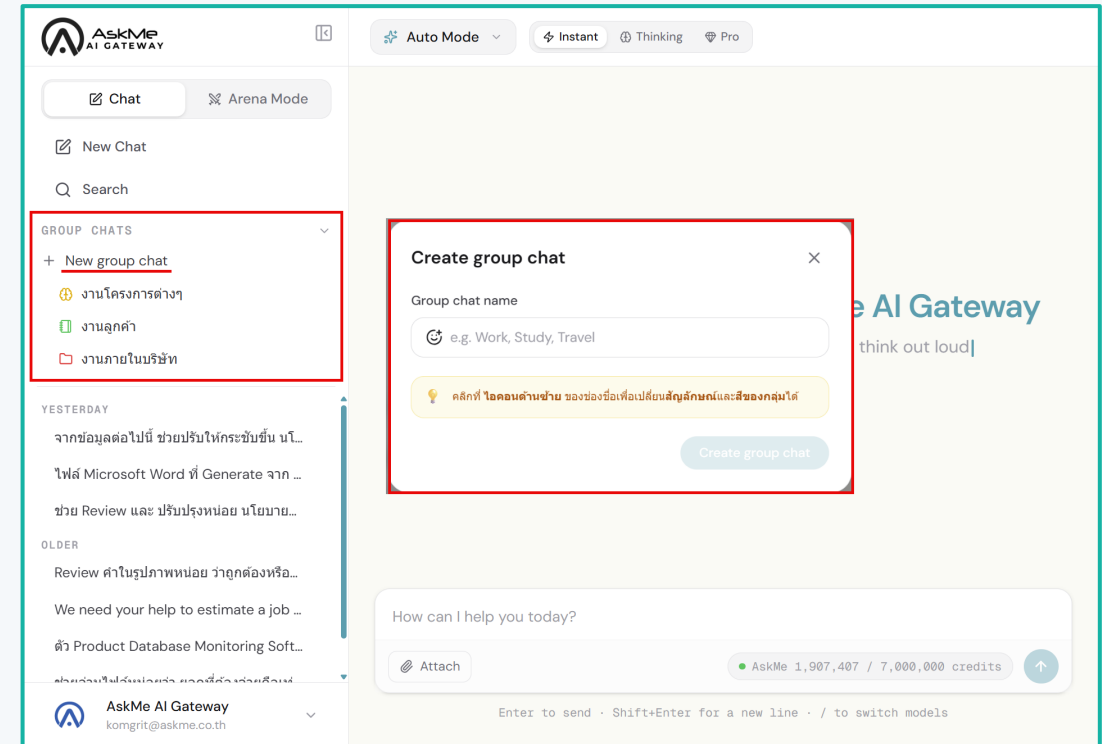 AskMe
AI GATEWAY
Auto Mode
Instant
Thinking
Pro
Chat
Arena Mode
New Chat
Search
GROUP CHATS
New group chat
งานโครงการต่างๆ
งานลูกค้า
งานภายในบริษัท
YESTERDAY
จากข้อมูลต่อไปนี้ ช่วยปรับให้กระชับขึ้น นโ...
ไฟล์ Microsoft Word ที่ Generate จาก ...
ช่วย Review และ ปรับปรุงหน่อย นโยบาย...
OLDER
Review คำในรูปภาพหน่อย ว่าถูกต้องหรือ...
We need your help to estimate a job ...
ตัว Product Database Monitoring Soft...
AskMe AI Gateway
komgrit@askme.co.th
Create group chat
Group chat name
e.g. Work, Study, Travel
คลิกที่ ไอคอนด้านซ้าย ของช่องชื่อเพื่อเปลี่ยนสัญลักษณ์และสีของกลุ่มได้
Create group chat
e AI Gateway
think out loud
How can I help you today?
Attach
AskMe 1,907,407 / 7,000,000 credits
Enter to send · Shift+Enter for a new line · / to switch models